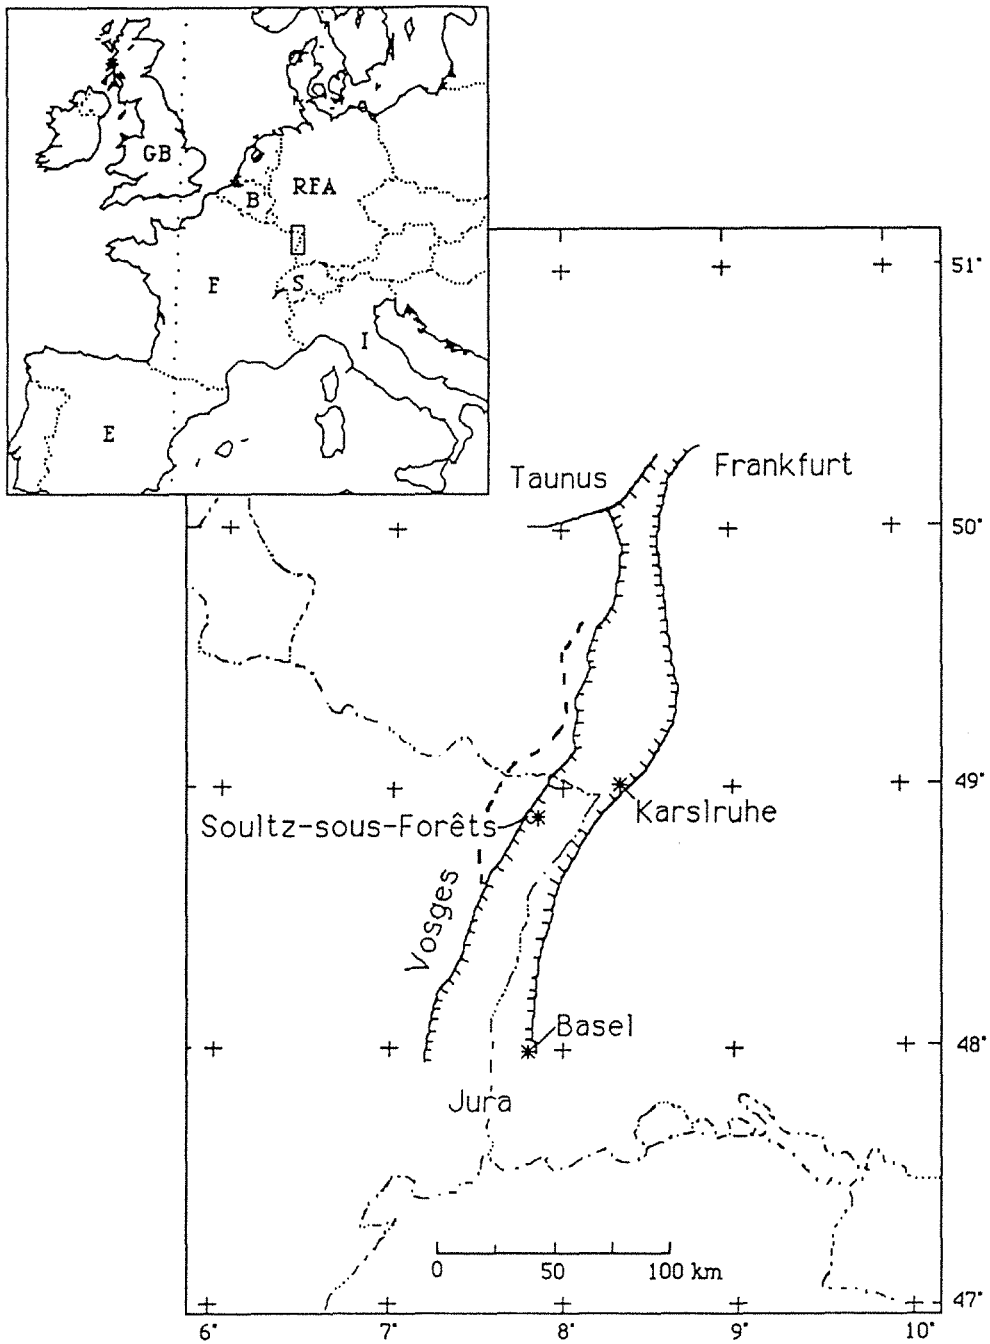 GB
B
RFA
F
S
I
E
51°
Taunus
Frankfurt
50°
49°
Soultz-sous-Forêts
Karslruhe
Vosges
Basel
48°
Jura
0 50 100 km
47°
6° 7° 8° 9° 10°